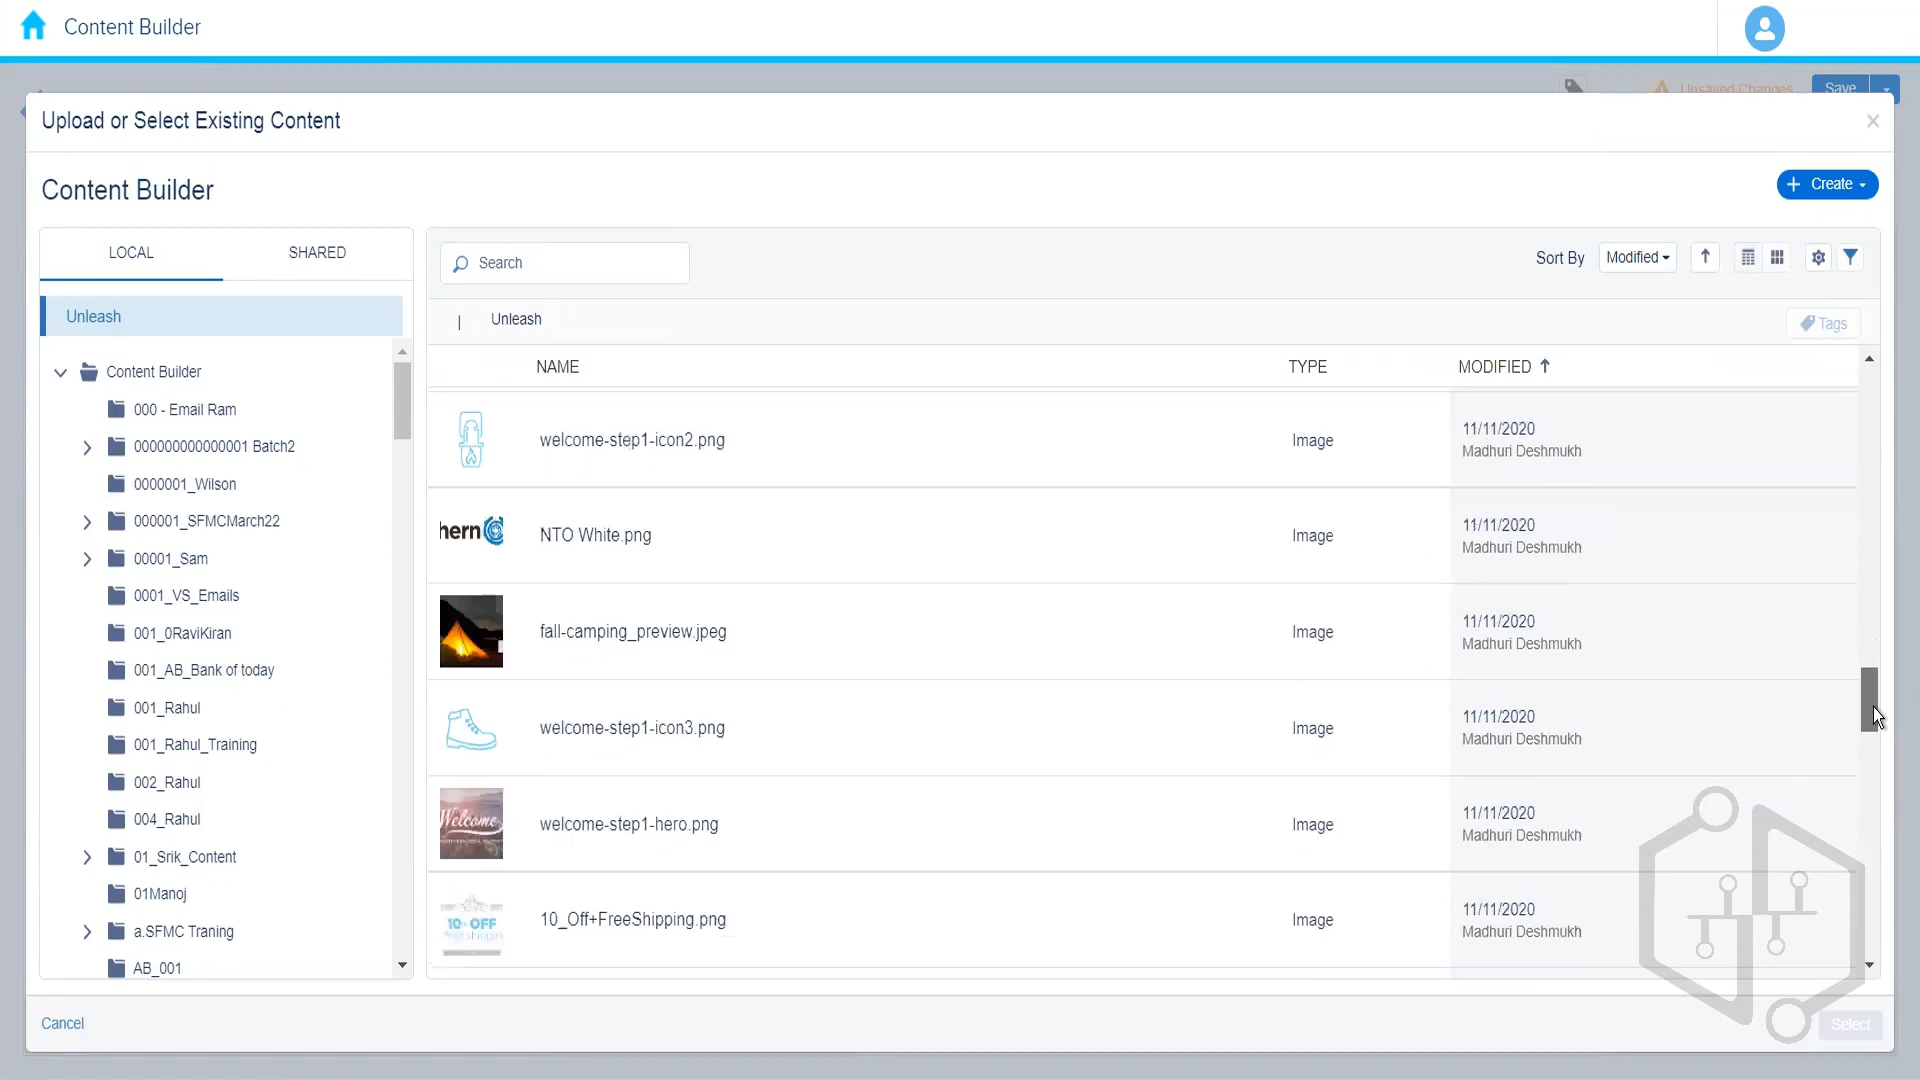 Content Builder
Unsaved Changes
Save
Upload or Select Existing Content
Content Builder
Create
LOCAL
SHARED
Search
Sort By
Modified
Unleash
Unleash
Tags
NAME
TYPE
MODIFIED
Content Builder
000 - Email Ram
000000000000001 Batch2
0000001_Wilson
000001_SFMCMarch22
00001_Sam
0001_VS_Emails
001_0RaviKiran
001_AB_Bank of today
001_Rahul
001_Rahul_Training
002_Rahul
004_Rahul
01_Srik_Content
01Manoj
a.SFMC Traning
AB_001
welcome-step1-icon2.png
Image
11/11/2020
Madhuri Deshmukh
hern
NTO White.png
Image
11/11/2020
Madhuri Deshmukh
fall-camping_preview.jpeg
Image
11/11/2020
Madhuri Deshmukh
welcome-step1-icon3.png
Image
11/11/2020
Madhuri Deshmukh
Welcome
welcome-step1-hero.png
Image
11/11/2020
Madhuri Deshmukh
10 OFF
10_Off+FreeShipping.png
Image
11/11/2020
Madhuri Deshmukh
Cancel
Select